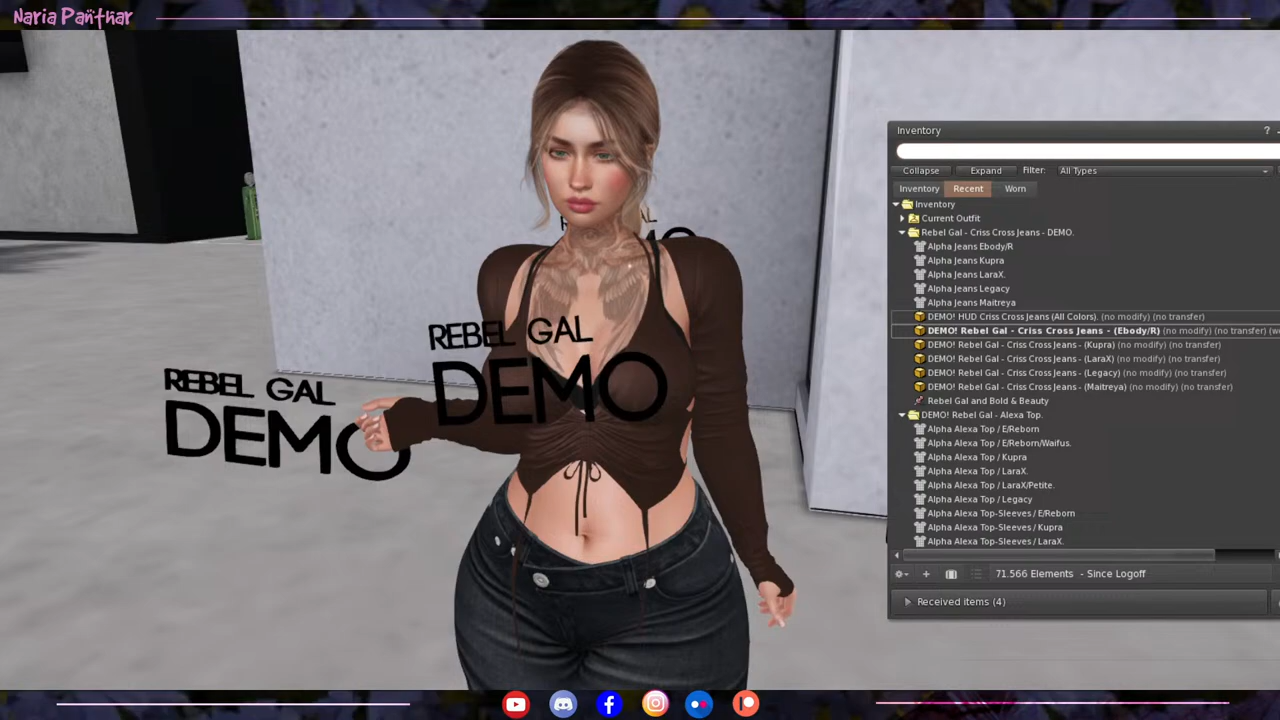 Naria Panthar
REBEL GAL
DEMO
REBEL GAL
DEMO
Inventory
?
Collapse
Expand
Filter:
All Types
Inventory
Recent
Worn
Inventory
Current Outfit
Rebel Gal - Criss Cross Jeans - DEMO.
Alpha Jeans Ebody/R
Alpha Jeans Kupra
Alpha Jeans LaraX.
Alpha Jeans Legacy
Alpha Jeans Maitreya
DEMO! HUD Criss Cross Jeans (All Colors). (no modify) (no transfer)
DEMO! Rebel Gal - Criss Cross Jeans - (Ebody/R) (no modify) (no transfer)
DEMO! Rebel Gal - Criss Cross Jeans - (Kupra) (no modify) (no transfer)
DEMO! Rebel Gal - Criss Cross Jeans - (LaraX) (no modify) (no transfer)
DEMO! Rebel Gal - Criss Cross Jeans - (Legacy) (no modify) (no transfer)
DEMO! Rebel Gal - Criss Cross Jeans - (Maitreya) (no modify) (no transfer)
Rebel Gal and Bold & Beauty
DEMO! Rebel Gal - Alexa Top.
Alpha Alexa Top / E/Reborn
Alpha Alexa Top / E/Reborn/Waifus.
Alpha Alexa Top / Kupra
Alpha Alexa Top / LaraX.
Alpha Alexa Top / LaraX/Petite.
Alpha Alexa Top / Legacy
Alpha Alexa Top-Sleeves / E/Reborn
Alpha Alexa Top-Sleeves / Kupra
Alpha Alexa Top-Sleeves / LaraX.
71.566 Elements - Since Logoff
Received items (4)